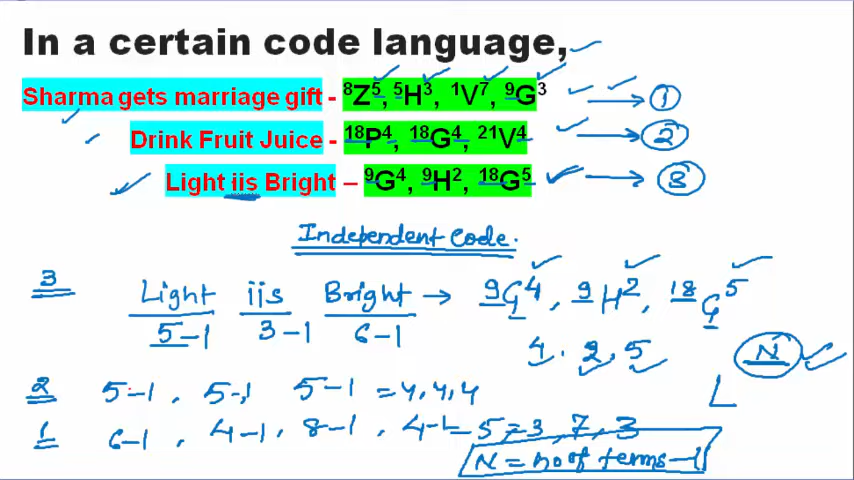 In a certain code language,
Sharma gets marriage gift - ⁸Z⁵, ⁵H³, ¹V⁷, ⁹G³ → ①
Drink Fruit Juice - ¹⁸P⁴, ¹⁸G⁴, ²¹V⁴ → ②
Light iis Bright – ⁹G⁴, ⁹H², ¹⁸G⁵ → ③
Independent Code.
3 Light iis Bright → ⁹G⁴, ⁹H², ¹⁸G⁵
5-1 3-1 6-1
4. 2, 5 N
2 5-1, 5-1, 5-1 = 4, 4, 4 L
1 6-1, 4-1, 8-1, 4-1 = 5, 3, 7, 3
N = no of terms -1